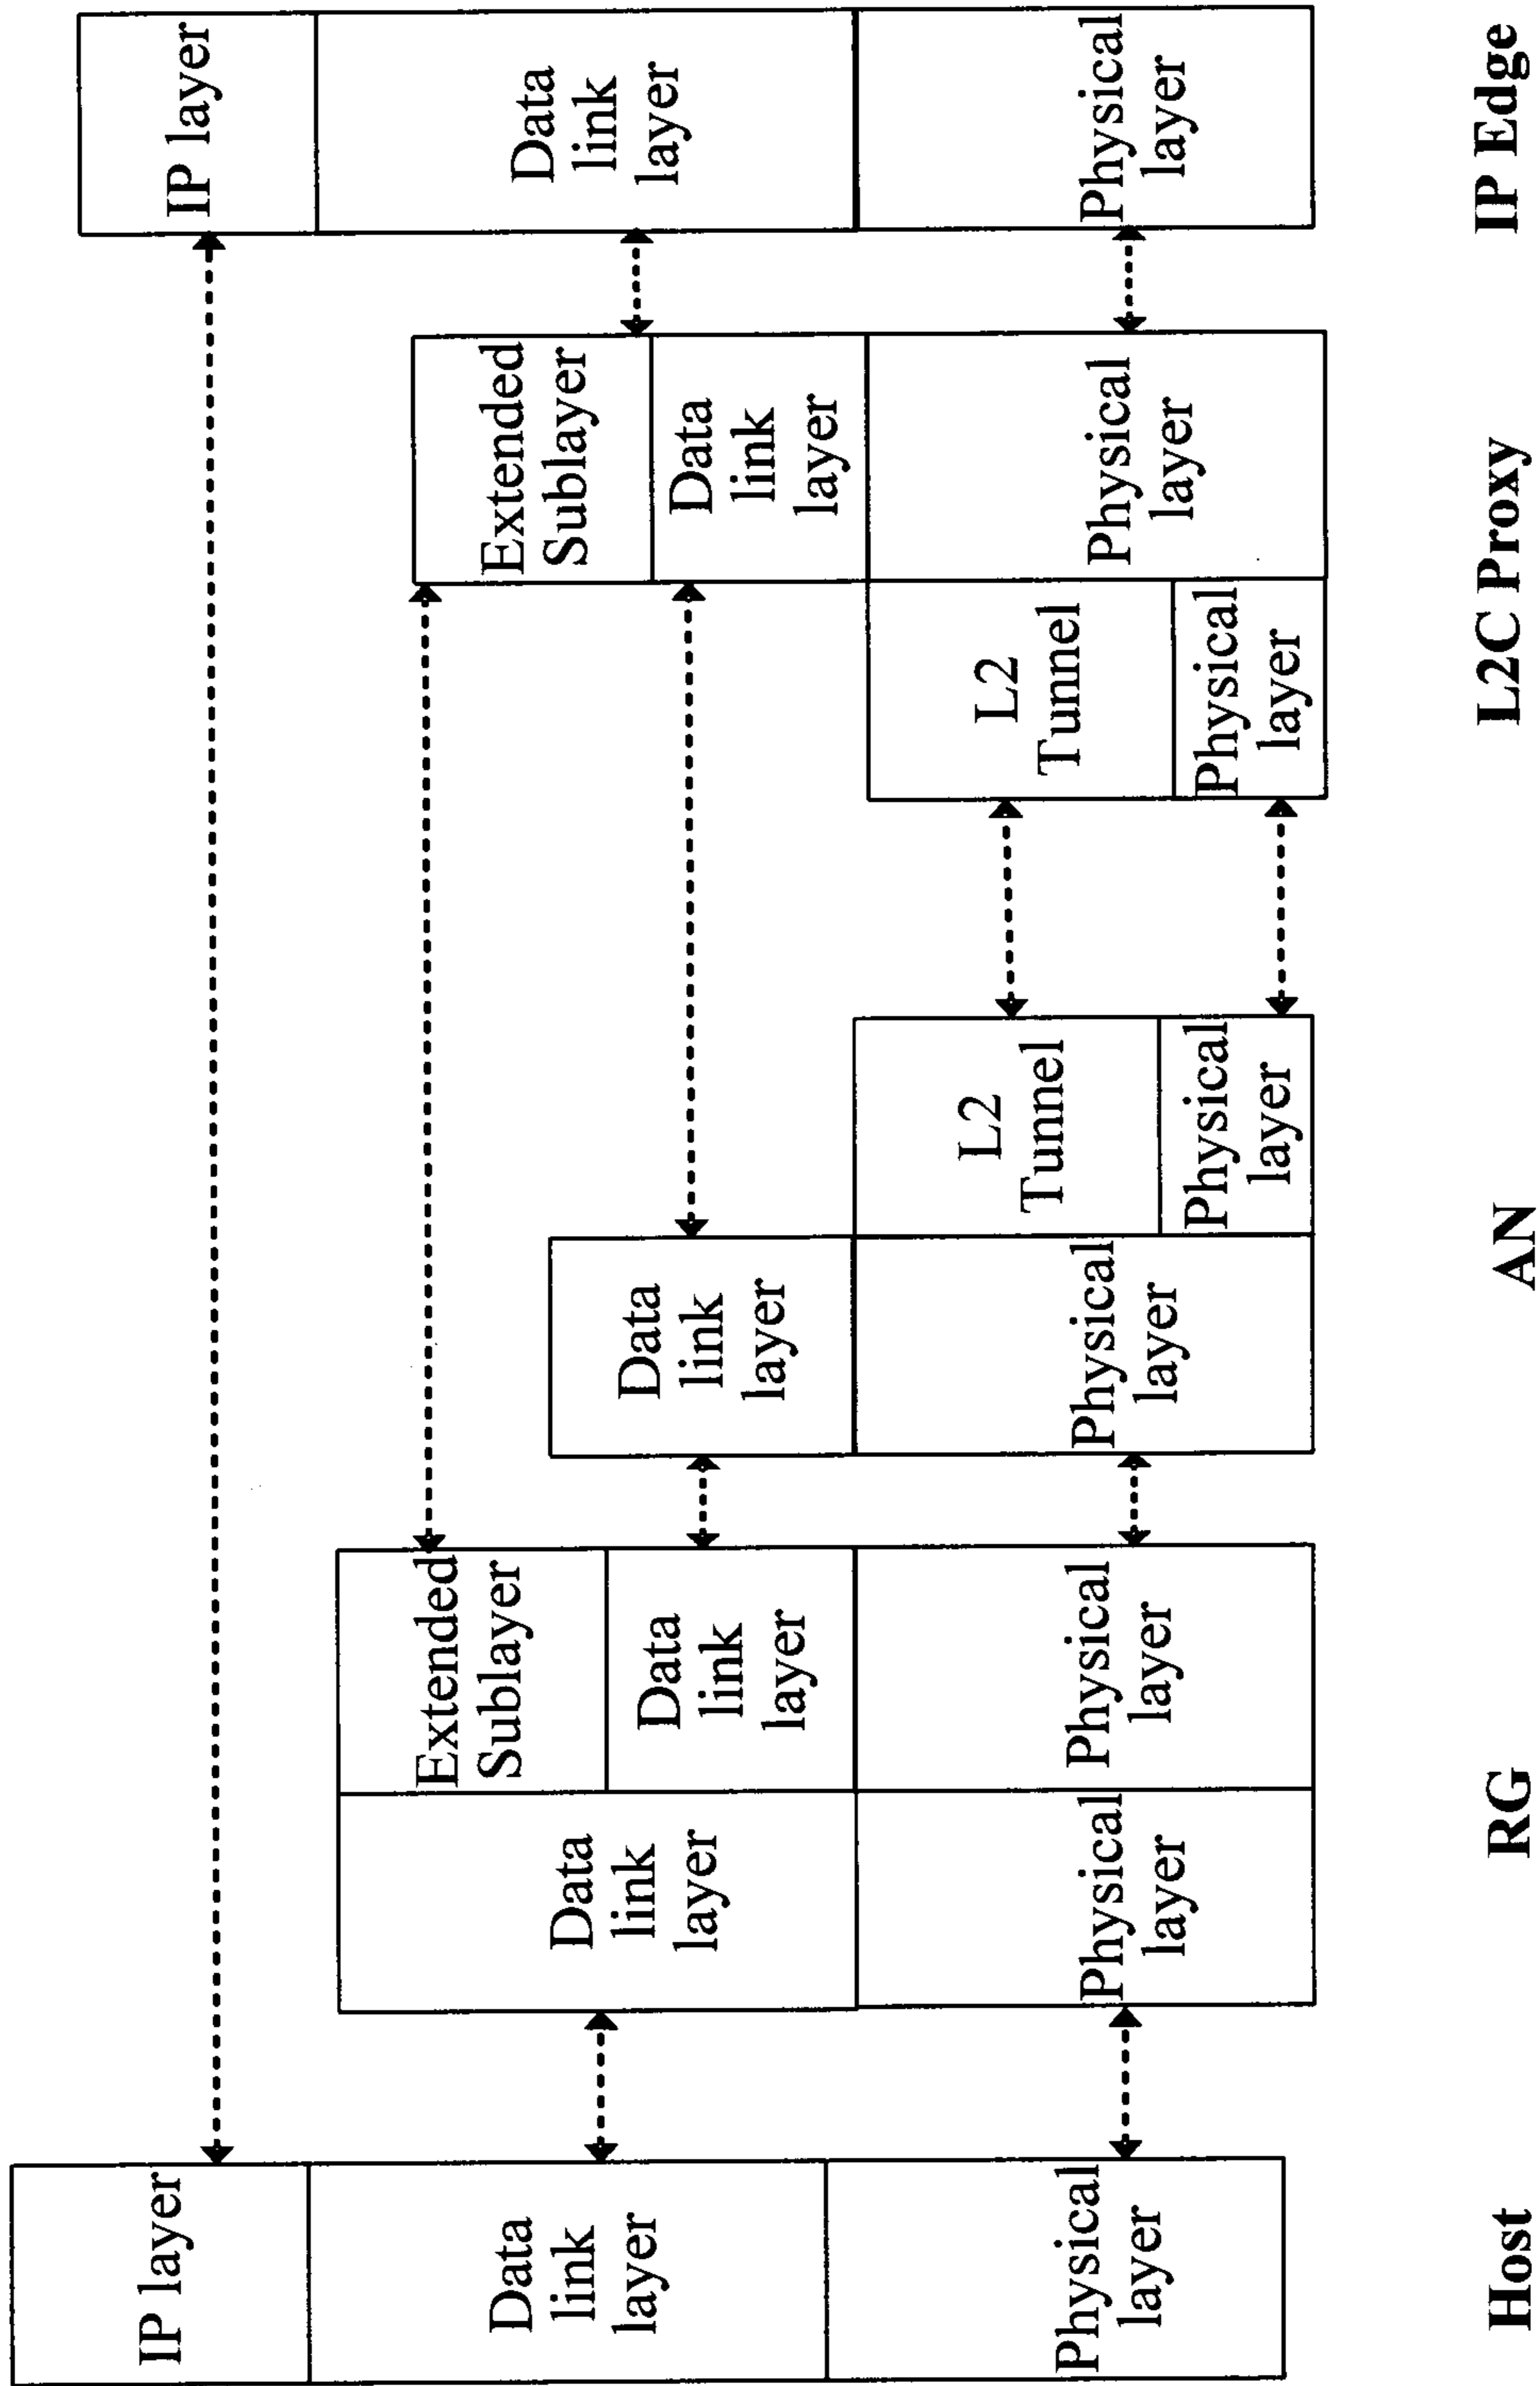 IP layer
Data
link
layer
Physical
layer
Host
Data
link
layer
Physical
layer
Extended
Sublayer
Data
link
layer
Physical
layer
RG
Data
link
layer
Physical
layer
L2
Tunnel
Physical
layer
AN
L2
Tunnel
Physical
layer
Extended
Sublayer
Data
link
layer
Physical
layer
L2C Proxy
IP layer
Data
link
layer
Physical
layer
IP Edge